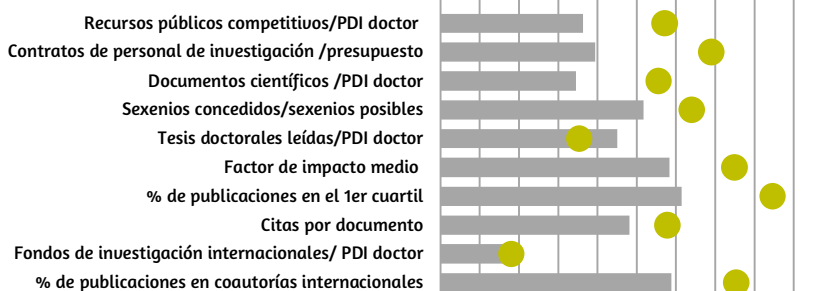 Recursos públicos competitivos/PDI doctor
Contratos de personal de investigación /presupuesto
Documentos científicos /PDI doctor
Sexenios concedidos/sexenios posibles
Tesis doctorales leídas/PDI doctor
Factor de impacto medio
% de publicaciones en el 1er cuartil
Citas por documento
Fondos de investigación internacionales/ PDI doctor
% de publicaciones en coautorías internacionales